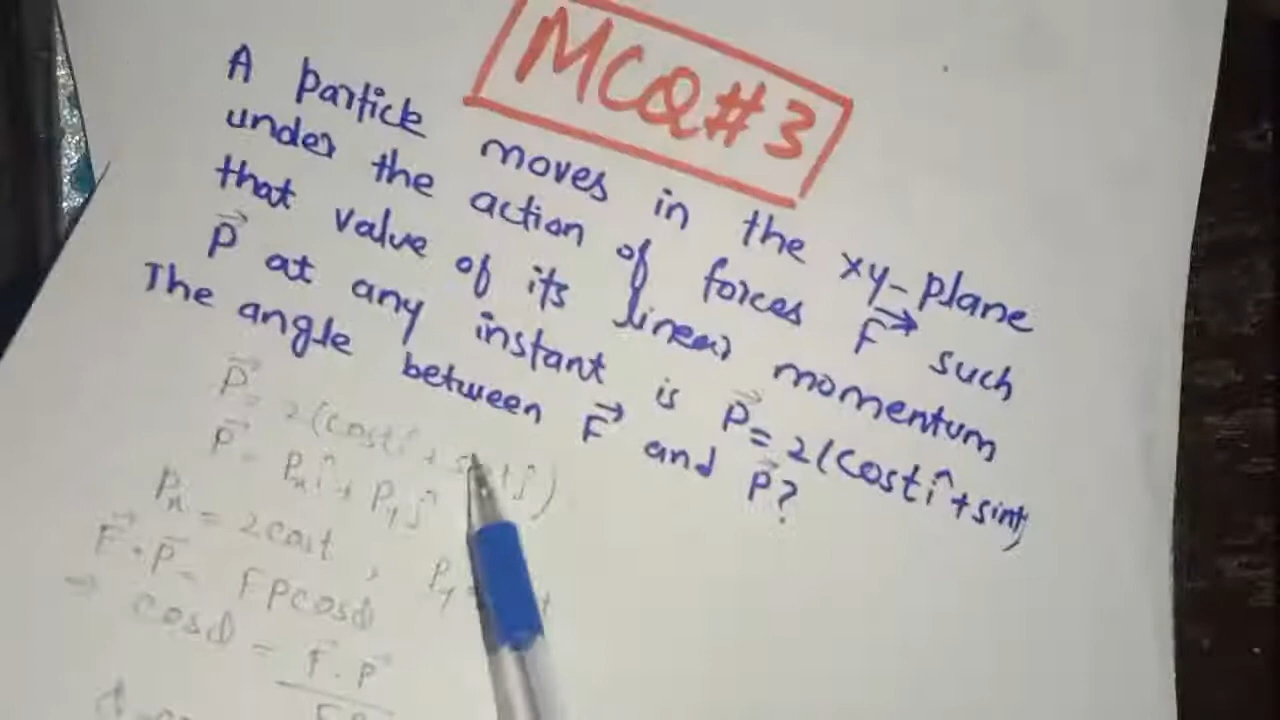 MCQ#3
A particle moves in the xy-plane
under the action of forces F⃗ such
that value of its linear momentum
P⃗ at any instant is P⃗ = 2(Cost î + sint j
The angle between F⃗ and P⃗?
P⃗ = 2(Cost î + s t ĵ)
P⃗ = Px î + Py ĵ
Px = 2cost , Py =
F⃗ . P⃗ = FPcosθ
⇒ cosθ = F⃗ . P⃗